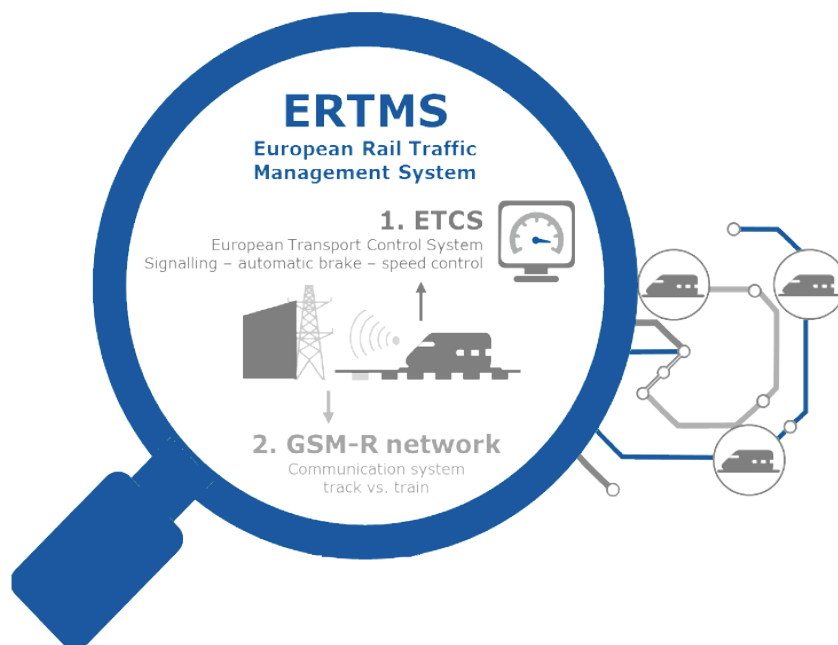 ERTMS
European Rail Traffic
Management System
1. ETCS
European Transport Control System
Signalling – automatic brake – speed control
2. GSM-R network
Communication system
track vs. train